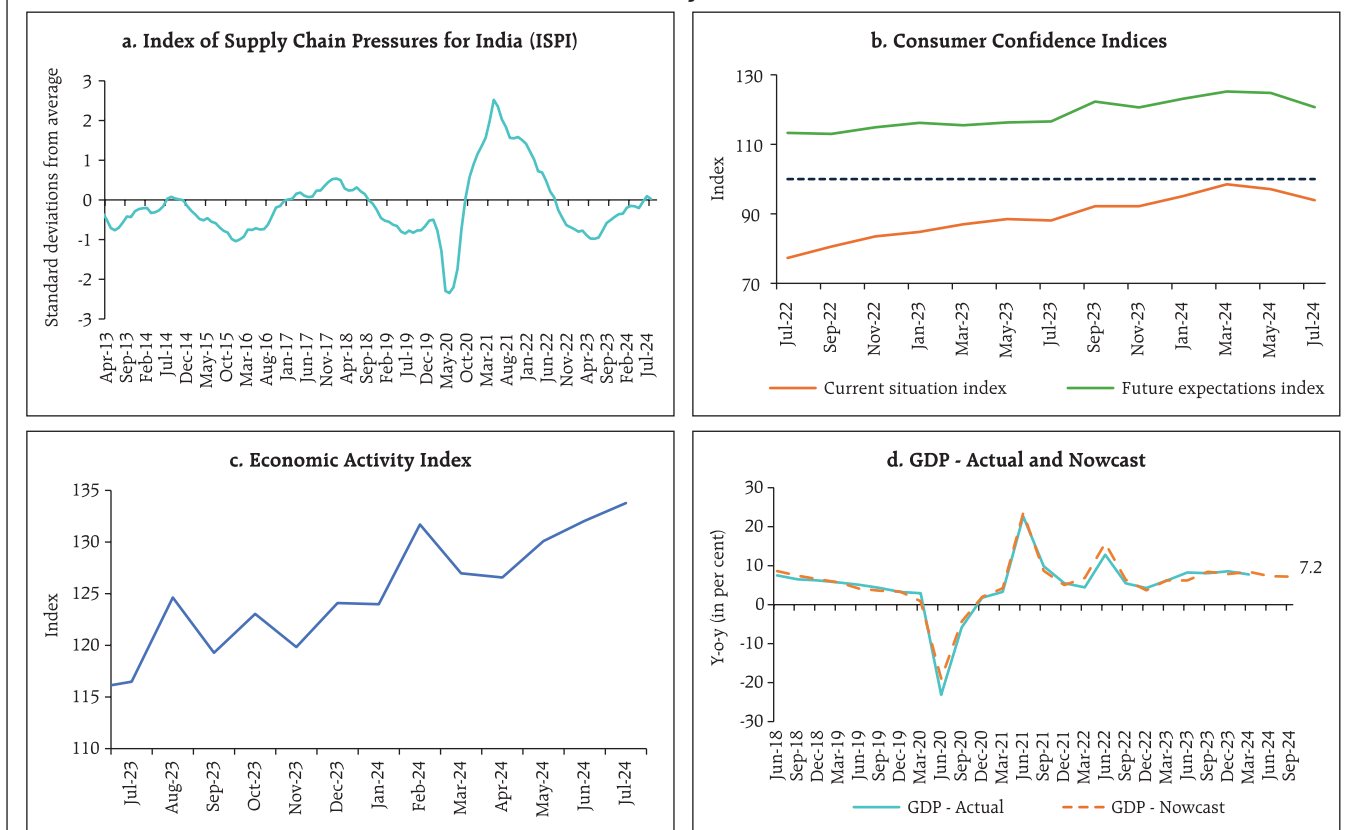 a. Index of Supply Chain Pressures for India (ISPI)
Standard deviations from average
3
2
1
0
-1
-2
-3
Apr-13
Sep-13
Feb-14
Jul-14
Dec-14
May-15
Oct-15
Mar-16
Aug-16
Jan-17
Jun-17
Nov-17
Apr-18
Sep-18
Feb-19
Jul-19
Dec-19
May-20
Oct-20
Mar-21
Aug-21
Jan-22
Jun-22
Nov-22
Apr-23
Sep-23
Feb-24
Jul-24
b. Consumer Confidence Indices
Index
130
110
90
70
Jul-22
Sep-22
Nov-22
Jan-23
Mar-23
May-23
Jul-23
Sep-23
Nov-23
Jan-24
Mar-24
May-24
Jul-24
Current situation index
Future expectations index
c. Economic Activity Index
Index
135
130
125
120
115
110
Jul-23
Aug-23
Sep-23
Oct-23
Nov-23
Dec-23
Jan-24
Feb-24
Mar-24
Apr-24
May-24
Jun-24
Jul-24
d. GDP - Actual and Nowcast
Y-o-y (in per cent)
30
20
10
0
-10
-20
-30
7.2
Jun-18
Sep-18
Dec-18
Mar-19
Jun-19
Sep-19
Dec-19
Mar-20
Jun-20
Sep-20
Dec-20
Mar-21
Jun-21
Sep-21
Dec-21
Mar-22
Jun-22
Sep-22
Dec-22
Mar-23
Jun-23
Sep-23
Dec-23
Mar-24
Jun-24
Sep-24
GDP - Actual
GDP - Nowcast